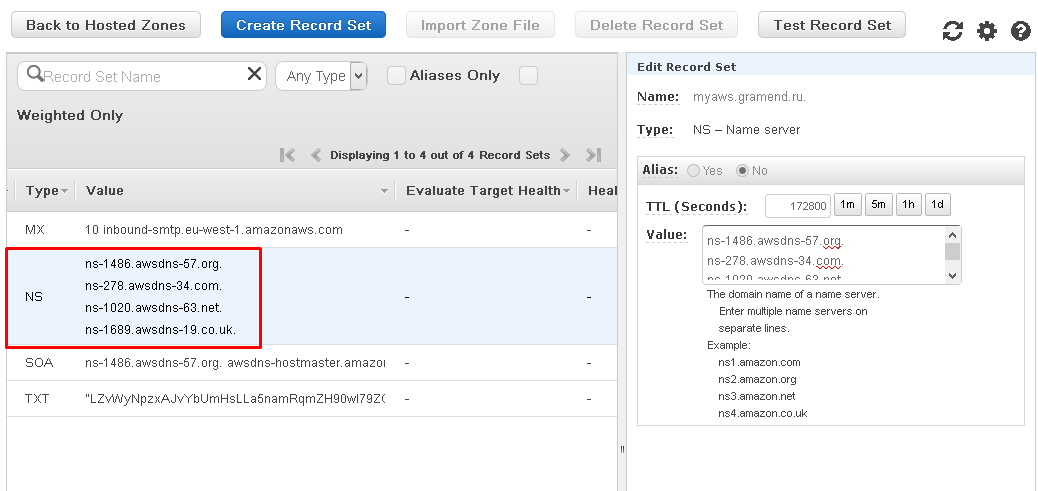 Back to Hosted Zones
Create Record Set
Import Zone File
Delete Record Set
Test Record Set
Record Set Name
Any Type
Aliases Only
Weighted Only
Displaying 1 to 4 out of 4 Record Sets
Type Value Evaluate Target Health Heal
MX 10 inbound-smtp.eu-west-1.amazonaws.com - -
NS
ns-1486.awsdns-57.org.
ns-278.awsdns-34.com.
ns-1020.awsdns-63.net.
ns-1689.awsdns-19.co.uk.
- -
SOA ns-1486.awsdns-57.org. awsdns-hostmaster.amazon - -
TXT - -
Edit Record Set
Name: myaws.gramend.ru.
Type: NS – Name server
Alias: Yes No
TTL (Seconds): 172800 1m 5m 1h 1d
Value: ns-1486.awsdns-57.org.
ns-278.awsdns-34.com.
ns-1020.awsdns-63.net
The domain name of a name server.
Enter multiple name servers on
separate lines.
Example:
ns1.amazon.com
ns2.amazon.org
ns3.amazon.net
ns4.amazon.co.uk